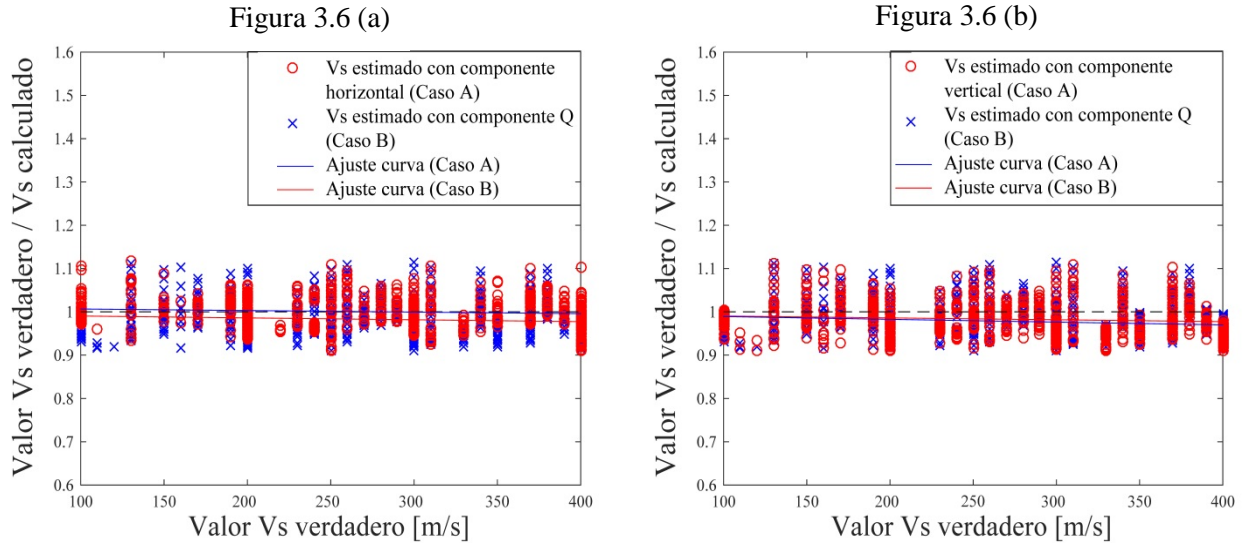 Figura 3.6 (a)
Valor Vs verdadero / Vs calculado
1.6
1.5
1.4
1.3
1.2
1.1
1
0.9
0.8
0.7
0.6
Vs estimado con componente
horizontal (Caso A)
Vs estimado con componente Q
(Caso B)
Ajuste curva (Caso A)
Ajuste curva (Caso B)
100 150 200 250 300 350 400
Valor Vs verdadero [m/s]
Figura 3.6 (b)
Valor Vs verdadero / Vs calculado
1.6
1.5
1.4
1.3
1.2
1.1
1
0.9
0.8
0.7
0.6
Vs estimado con componente
vertical (Caso A)
Vs estimado con componente Q
(Caso B)
Ajuste curva (Caso A)
Ajuste curva (Caso B)
100 150 200 250 300 350 400
Valor Vs verdadero [m/s]